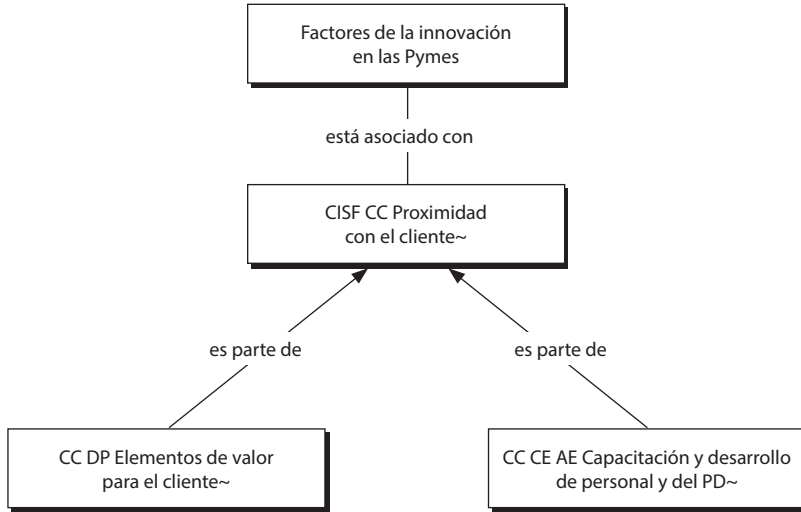 Factores de la innovación
en las Pymes
está asociado con
CISF CC Proximidad
con el cliente~
es parte de
es parte de
CC DP Elementos de valor
para el cliente~
CC CE AE Capacitación y desarrollo
de personal y del PD~